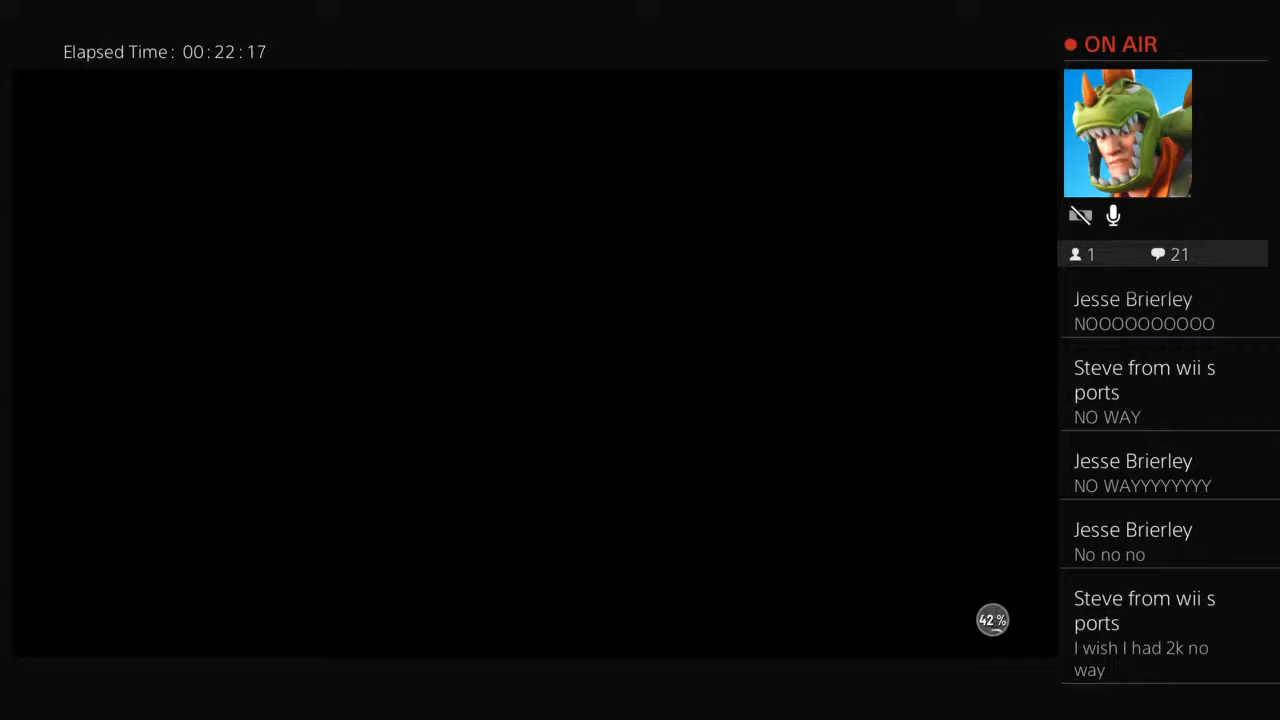 Elapsed Time: 00:22:17
ON AIR
1 21
Jesse Brierley
NOOOOOOOOOO
Steve from wii s
ports
NO WAY
Jesse Brierley
NO WAYYYYYYYY
Jesse Brierley
No no no
Steve from wii s
ports
I wish I had 2k no
way
42 %